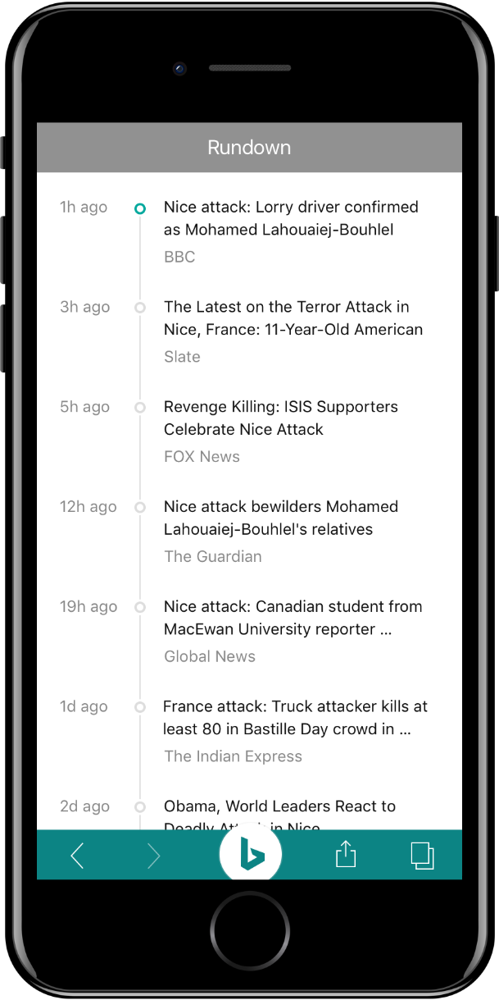 Rundown
1h ago
Nice attack: Lorry driver confirmed
as Mohamed Lahouaiej-Bouhlel
BBC
3h ago
The Latest on the Terror Attack in
Nice, France: 11-Year-Old American
Slate
5h ago
Revenge Killing: ISIS Supporters
Celebrate Nice Attack
FOX News
12h ago
Nice attack bewilders Mohamed
Lahouaiej-Bouhlel's relatives
The Guardian
19h ago
Nice attack: Canadian student from
MacEwan University reporter ...
Global News
1d ago
France attack: Truck attacker kills at
least 80 in Bastille Day crowd in ...
The Indian Express
2d ago
Obama, World Leaders React to
Deadly Attack in Nice